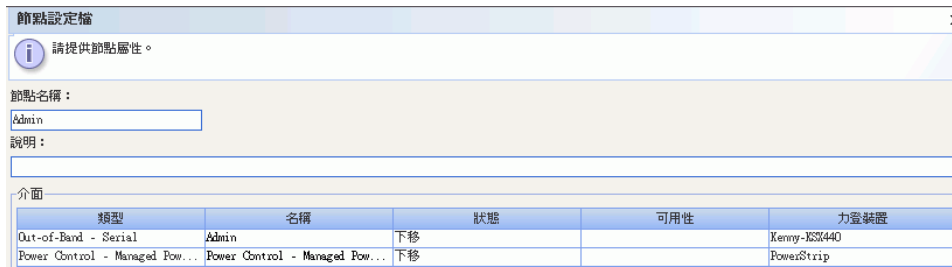 節點設定檔
請提供節點屬性。
節點名稱：
Admin
說明：
介面
類型 名稱 狀態 可用性 力登裝置
Out-of-Band - Serial Admin 下移 Kenny-KSX440
Power Control - Managed Pow... Power Control - Managed Pow... 下移 PowerStrip